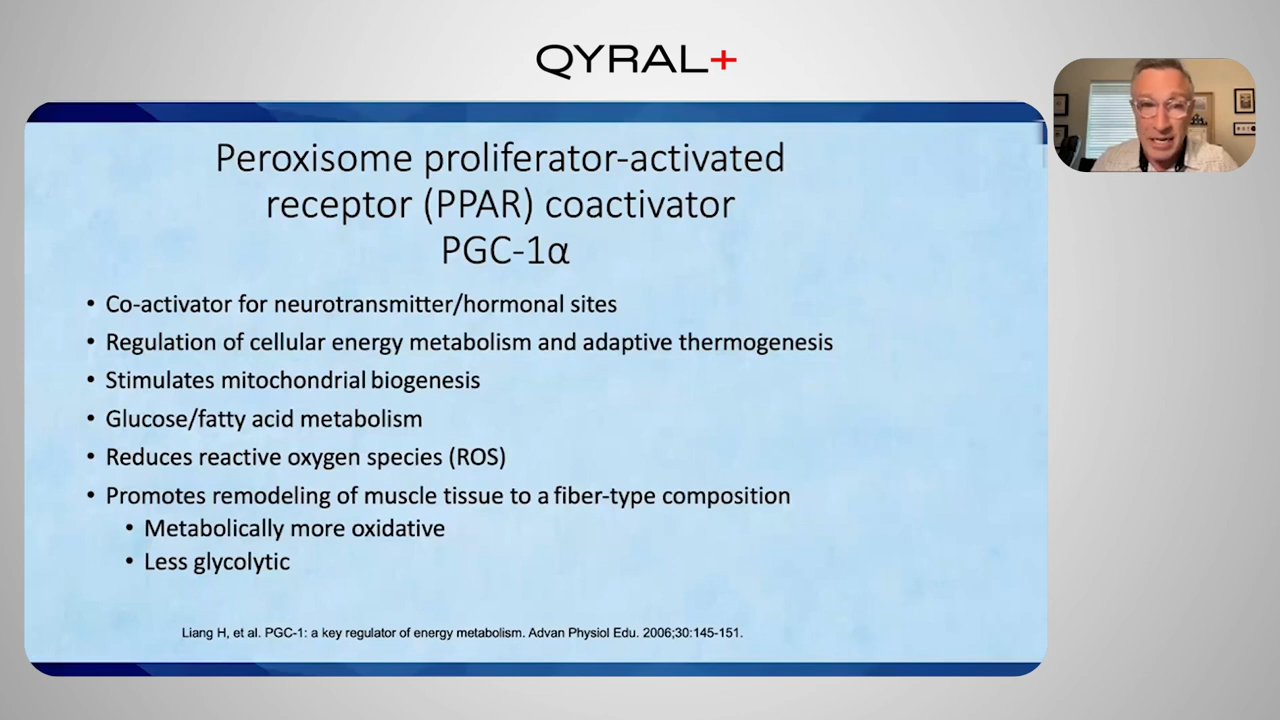 QYRAL+
Peroxisome proliferator-activated
receptor (PPAR) coactivator
PGC-1α
• Co-activator for neurotransmitter/hormonal sites
• Regulation of cellular energy metabolism and adaptive thermogenesis
• Stimulates mitochondrial biogenesis
• Glucose/fatty acid metabolism
• Reduces reactive oxygen species (ROS)
• Promotes remodeling of muscle tissue to a fiber-type composition
• Metabolically more oxidative
• Less glycolytic
Liang H, et al. PGC-1: a key regulator of energy metabolism. Advan Physiol Edu. 2006;30:145-151.